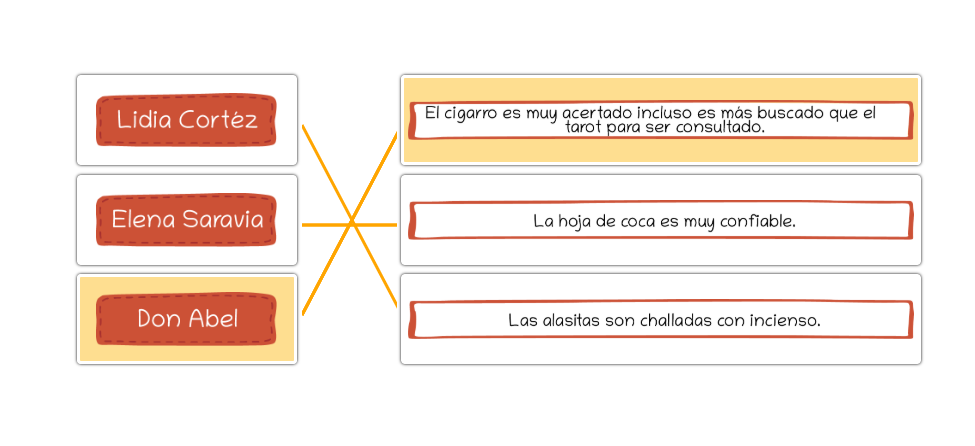 Lidia Cortéz
El cigarro es muy acertado incluso es más buscado que el
tarot para ser consultado.
Elena Saravia
La hoja de coca es muy confiable.
Don Abel
Las alasitas son challadas con incienso.